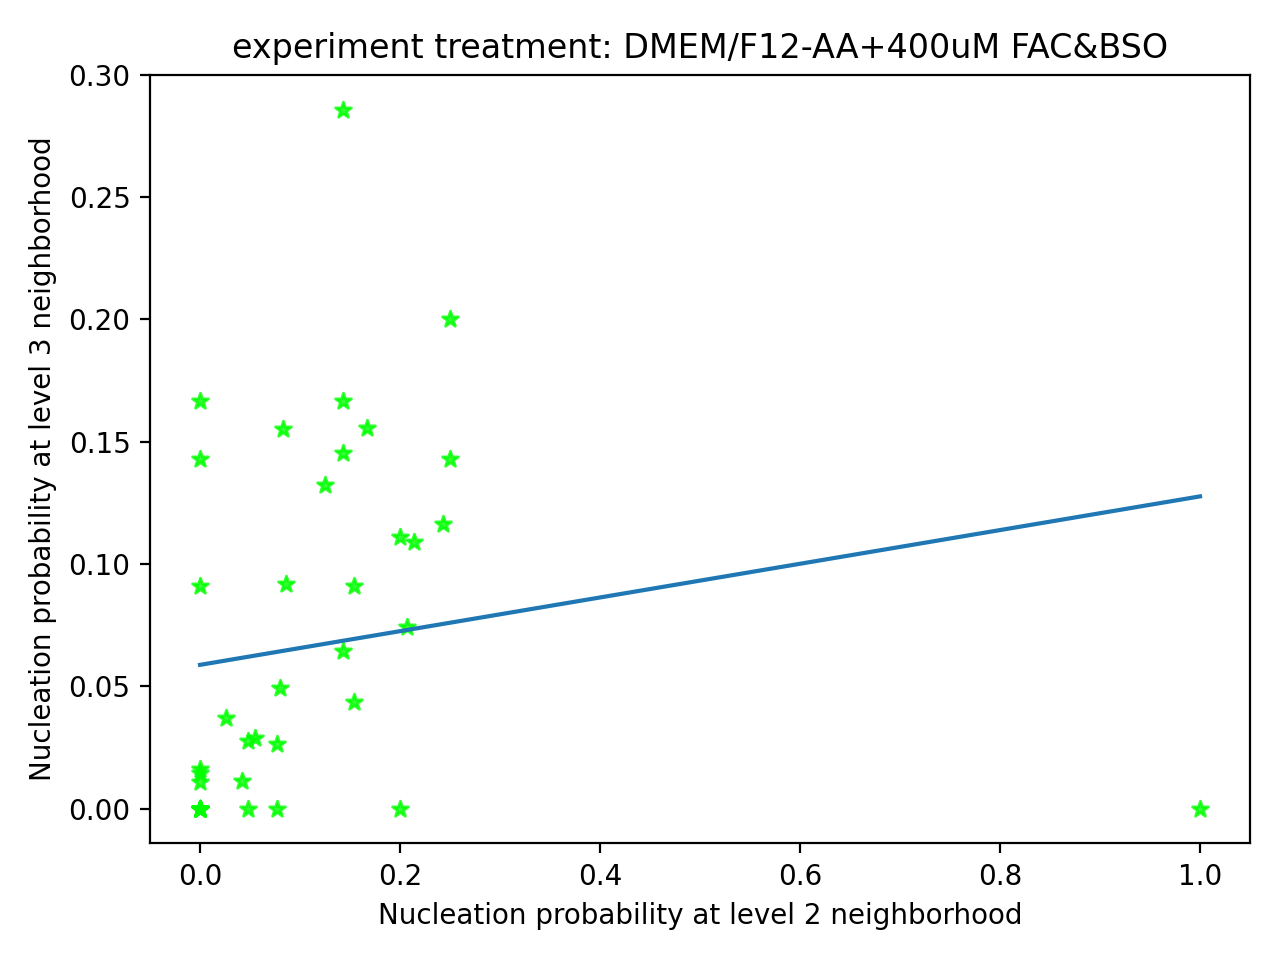 experiment treatment: DMEM/F12-AA+400uM FAC&BSO
Nucleation probability at level 3 neighborhood
0.30
0.25
0.20
0.15
0.10
0.05
0.00
0.0 0.2 0.4 0.6 0.8 1.0
Nucleation probability at level 2 neighborhood